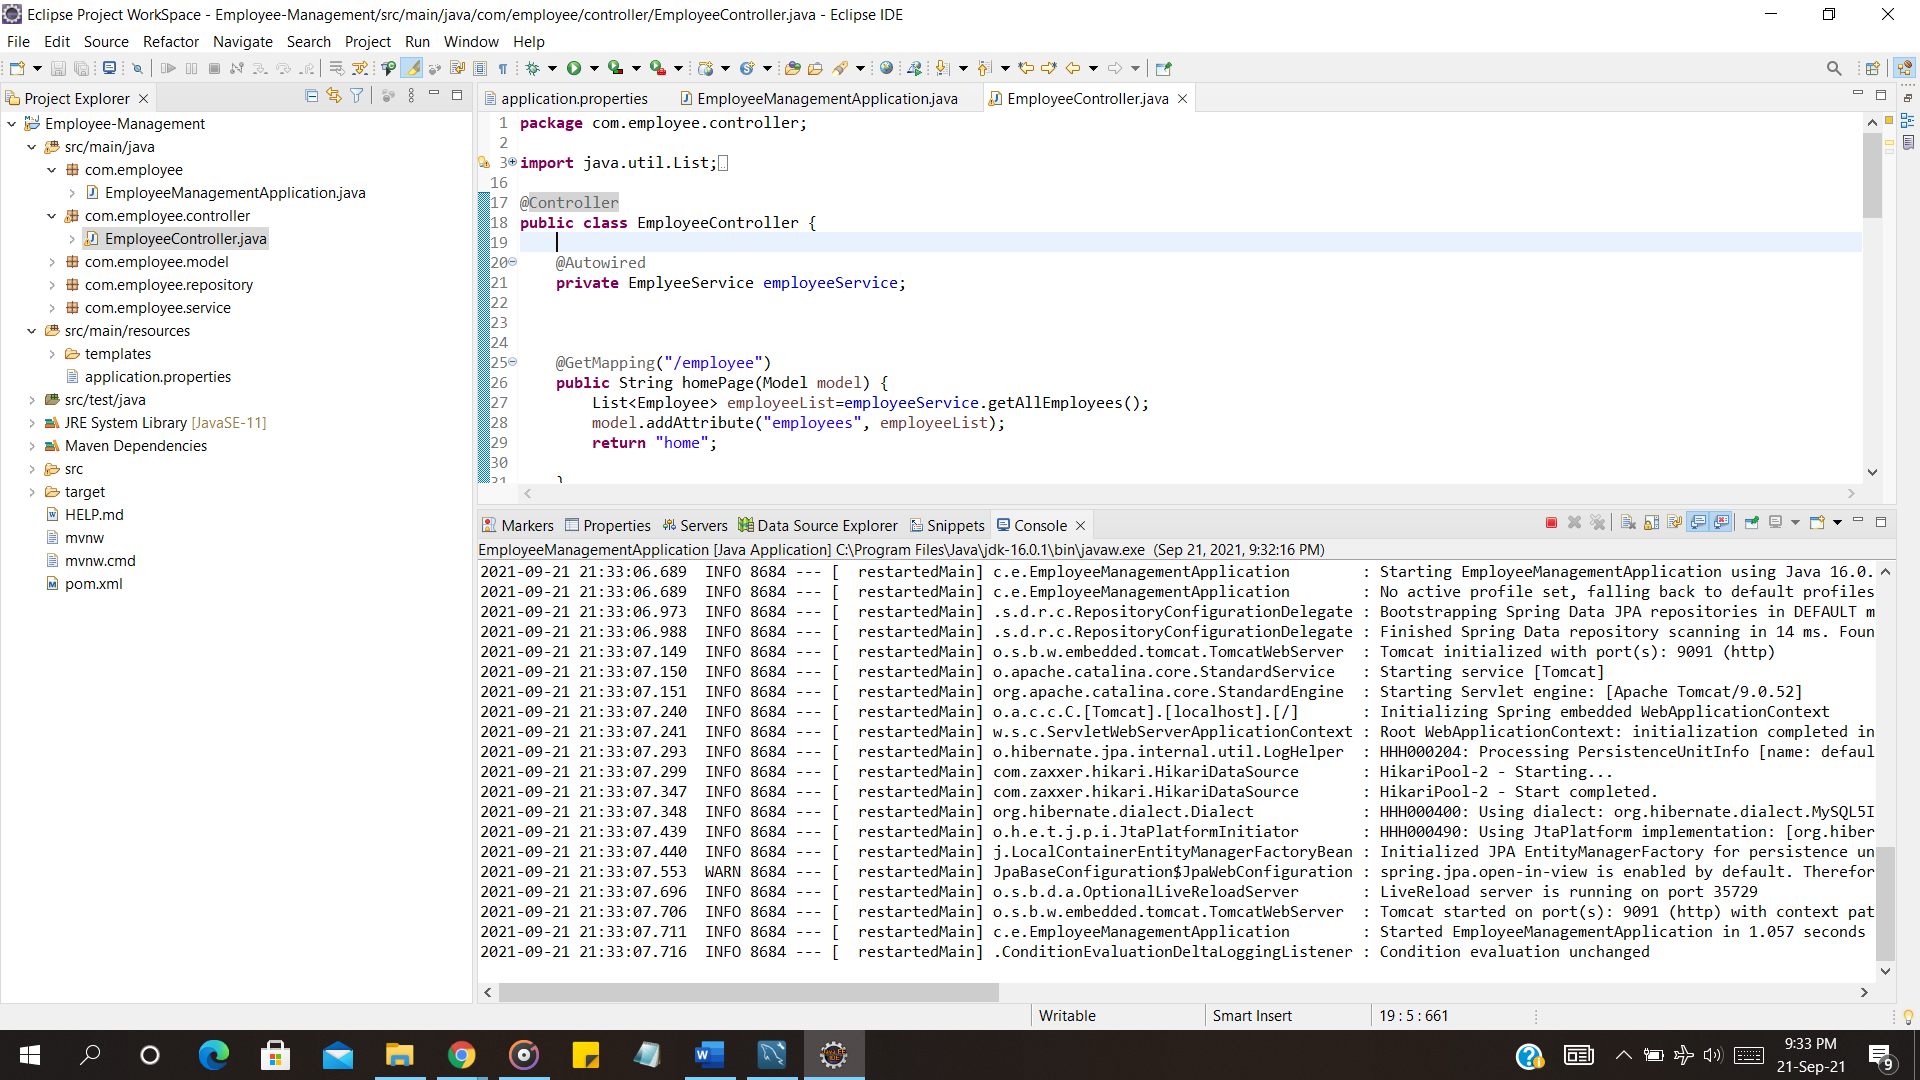 Eclipse Project WorkSpace - Employee-Management/src/main/java/com/employee/controller/EmployeeController.java - Eclipse IDE
File Edit Source Refactor Navigate Search Project Run Window Help
Project Explorer
Employee-Management
src/main/java
com.employee
EmployeeManagementApplication.java
com.employee.controller
EmployeeController.java
com.employee.model
com.employee.repository
com.employee.service
src/main/resources
templates
application.properties
src/test/java
JRE System Library [JavaSE-11]
Maven Dependencies
src
target
HELP.md
mvnw
mvnw.cmd
pom.xml
application.properties EmployeeManagementApplication.java EmployeeController.java
1 package com.employee.controller;
2
3 import java.util.List;
16
17 @Controller
18 public class EmployeeController {
19
20 @Autowired
21 private EmplyeeService employeeService;
22
23
24
25 @GetMapping("/employee")
26 public String homePage(Model model) {
27 List<Employee> employeeList=employeeService.getAllEmployees();
28 model.addAttribute("employees", employeeList);
29 return "home";
30
31 }
Markers Properties Servers Data Source Explorer Snippets Console
EmployeeManagementApplication [Java Application] C:\Program Files\Java\jdk-16.0.1\bin\javaw.exe (Sep 21, 2021, 9:32:16 PM)
2021-09-21 21:33:06.689 INFO 8684 --- [ restartedMain] c.e.EmployeeManagementApplication : Starting EmployeeManagementApplication using Java 16.0.
2021-09-21 21:33:06.689 INFO 8684 --- [ restartedMain] c.e.EmployeeManagementApplication : No active profile set, falling back to default profiles
2021-09-21 21:33:06.973 INFO 8684 --- [ restartedMain] .s.d.r.c.RepositoryConfigurationDelegate : Bootstrapping Spring Data JPA repositories in DEFAULT m
2021-09-21 21:33:06.988 INFO 8684 --- [ restartedMain] .s.d.r.c.RepositoryConfigurationDelegate : Finished Spring Data repository scanning in 14 ms. Foun
2021-09-21 21:33:07.149 INFO 8684 --- [ restartedMain] o.s.b.w.embedded.tomcat.TomcatWebServer : Tomcat initialized with port(s): 9091 (http)
2021-09-21 21:33:07.150 INFO 8684 --- [ restartedMain] o.apache.catalina.core.StandardService : Starting service [Tomcat]
2021-09-21 21:33:07.151 INFO 8684 --- [ restartedMain] org.apache.catalina.core.StandardEngine : Starting Servlet engine: [Apache Tomcat/9.0.52]
2021-09-21 21:33:07.240 INFO 8684 --- [ restartedMain] o.a.c.c.C.[Tomcat].[localhost].[/] : Initializing Spring embedded WebApplicationContext
2021-09-21 21:33:07.241 INFO 8684 --- [ restartedMain] w.s.c.ServletWebServerApplicationContext : Root WebApplicationContext: initialization completed in
2021-09-21 21:33:07.293 INFO 8684 --- [ restartedMain] o.hibernate.jpa.internal.util.LogHelper : HHH000204: Processing PersistenceUnitInfo [name: defaul
2021-09-21 21:33:07.299 INFO 8684 --- [ restartedMain] com.zaxxer.hikari.HikariDataSource : HikariPool-2 - Starting...
2021-09-21 21:33:07.347 INFO 8684 --- [ restartedMain] com.zaxxer.hikari.HikariDataSource : HikariPool-2 - Start completed.
2021-09-21 21:33:07.348 INFO 8684 --- [ restartedMain] org.hibernate.dialect.Dialect : HHH000400: Using dialect: org.hibernate.dialect.MySQL5I
2021-09-21 21:33:07.439 INFO 8684 --- [ restartedMain] o.h.e.t.j.p.i.JtaPlatformInitiator : HHH000490: Using JtaPlatform implementation: [org.hiber
2021-09-21 21:33:07.440 INFO 8684 --- [ restartedMain] j.LocalContainerEntityManagerFactoryBean : Initialized JPA EntityManagerFactory for persistence un
2021-09-21 21:33:07.553 WARN 8684 --- [ restartedMain] JpaBaseConfiguration$JpaWebConfiguration : spring.jpa.open-in-view is enabled by default. Therefor
2021-09-21 21:33:07.696 INFO 8684 --- [ restartedMain] o.s.b.d.a.OptionalLiveReloadServer : LiveReload server is running on port 35729
2021-09-21 21:33:07.706 INFO 8684 --- [ restartedMain] o.s.b.w.embedded.tomcat.TomcatWebServer : Tomcat started on port(s): 9091 (http) with context pat
2021-09-21 21:33:07.711 INFO 8684 --- [ restartedMain] c.e.EmployeeManagementApplication : Started EmployeeManagementApplication in 1.057 seconds
2021-09-21 21:33:07.716 INFO 8684 --- [ restartedMain] .ConditionEvaluationDeltaLoggingListener : Condition evaluation unchanged
Writable Smart Insert 19 : 5 : 661
9:33 PM
21-Sep-21
9